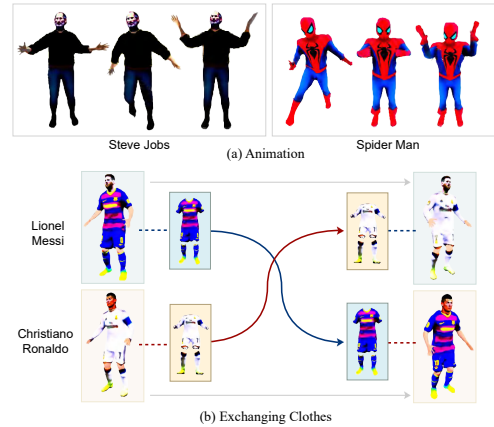 Steve Jobs
Spider Man
(a) Animation
Lionel
Messi
Christiano
Ronaldo
(b) Exchanging Clothes